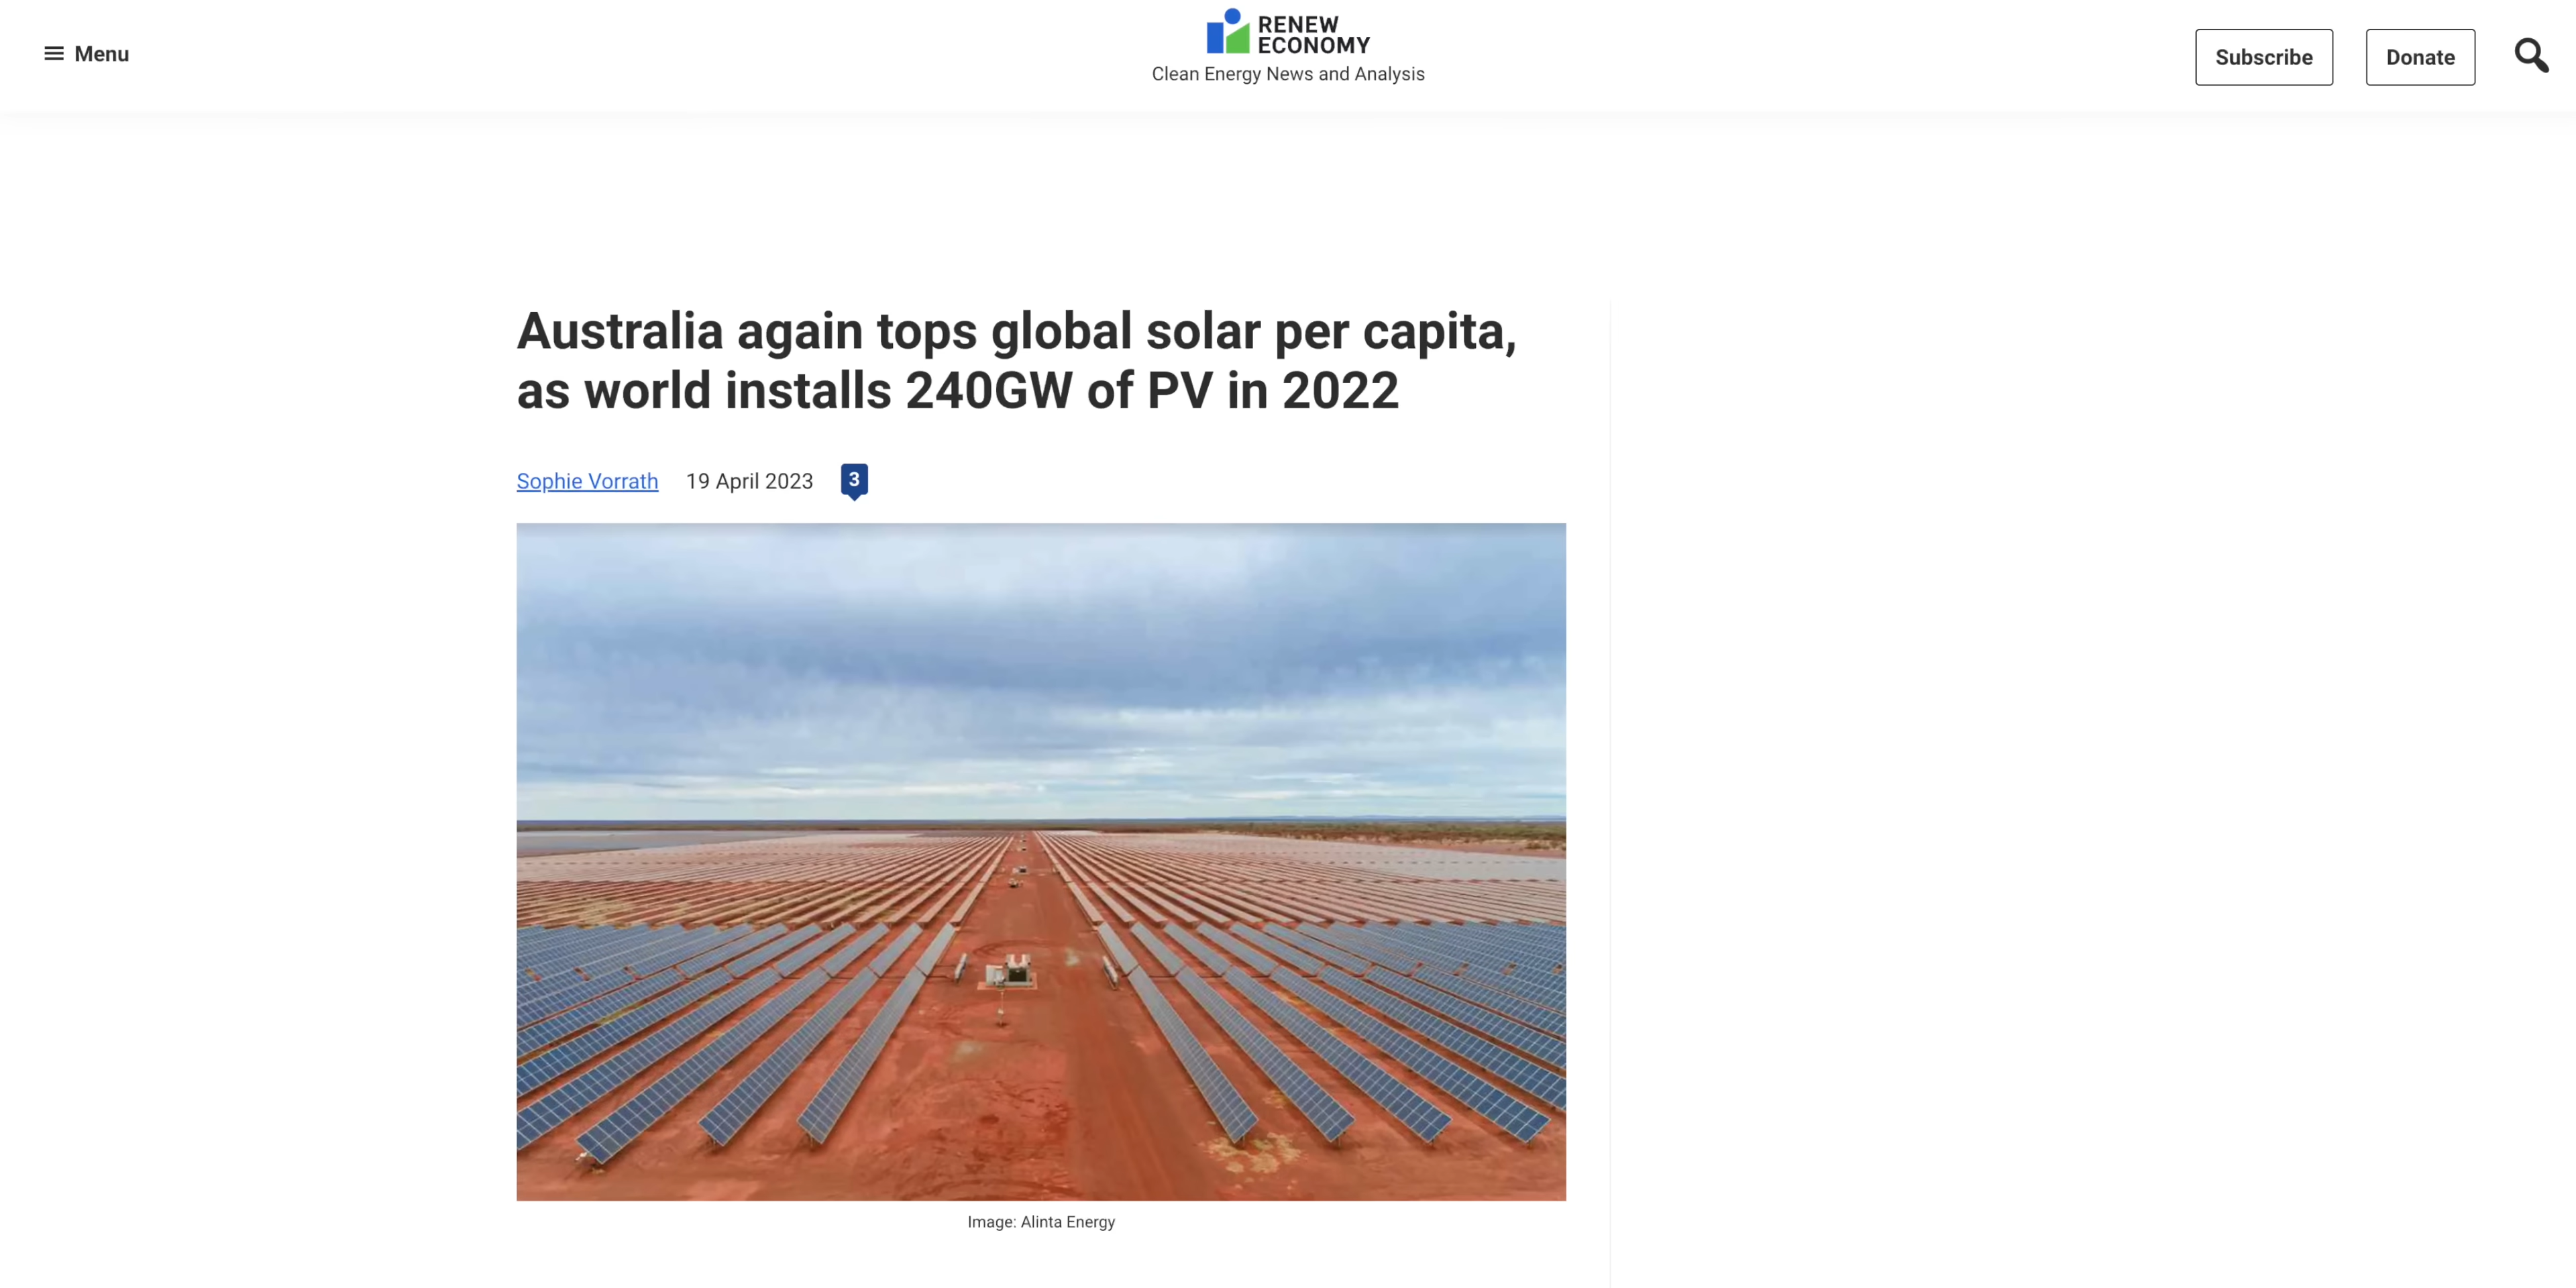 Menu
RENEW
ECONOMY
Clean Energy News and Analysis
Subscribe
Donate
Australia again tops global solar per capita,
as world installs 240GW of PV in 2022
Sophie Vorrath 19 April 2023 3
Image: Alinta Energy